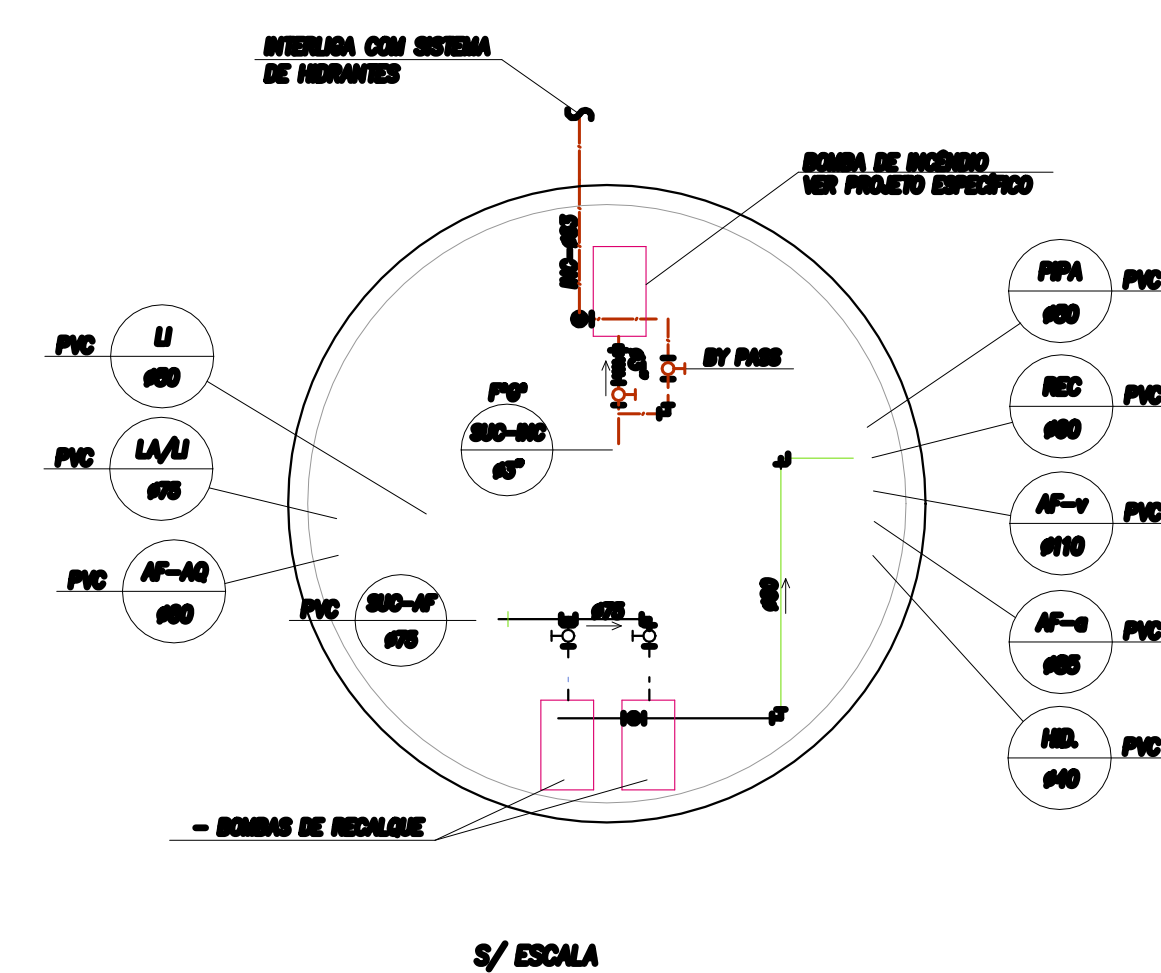 INTERLIGA COM SISTEMA
DE HIDRANTES
BOMBA DE INCÊNDIO
VER PROJETO ESPECÍFICO
PIPA
PVC
ø50
LI
PVC
ø50
BY PASS
FºGº
SUC-INC
ø3"
REC
PVC
ø60
LA/LI
PVC
ø75
AF-v
PVC
ø110
AF-AQ
PVC
SUC-AF
PVC
ø75
ø75
AF-a
PVC
ø85
HID.
PVC
ø40
- BOMBAS DE RECALQUE
S/ ESCALA